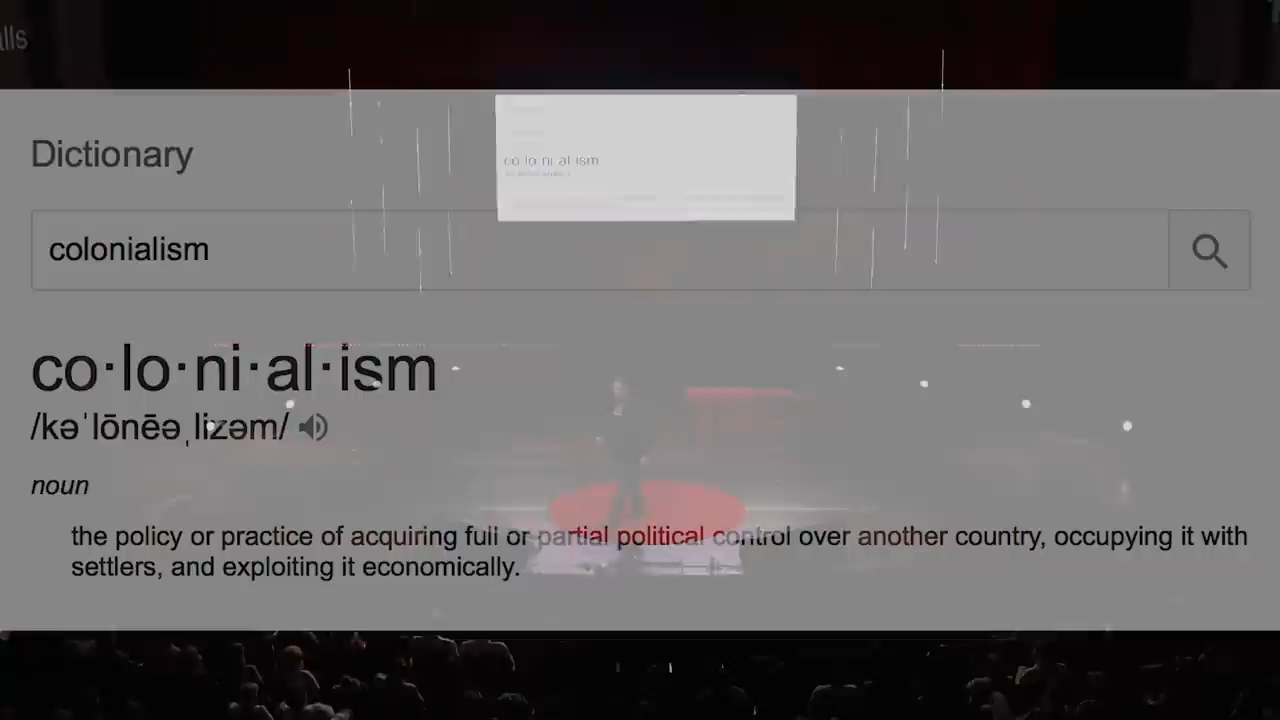 lls
Dictionary
co·lo·ni·al·ism
colonialism
co·lo·ni·al·ism
/kəˈlōnēəˌlizəm/
noun
the policy or practice of acquiring full or partial political control over another country, occupying it with
settlers, and exploiting it economically.